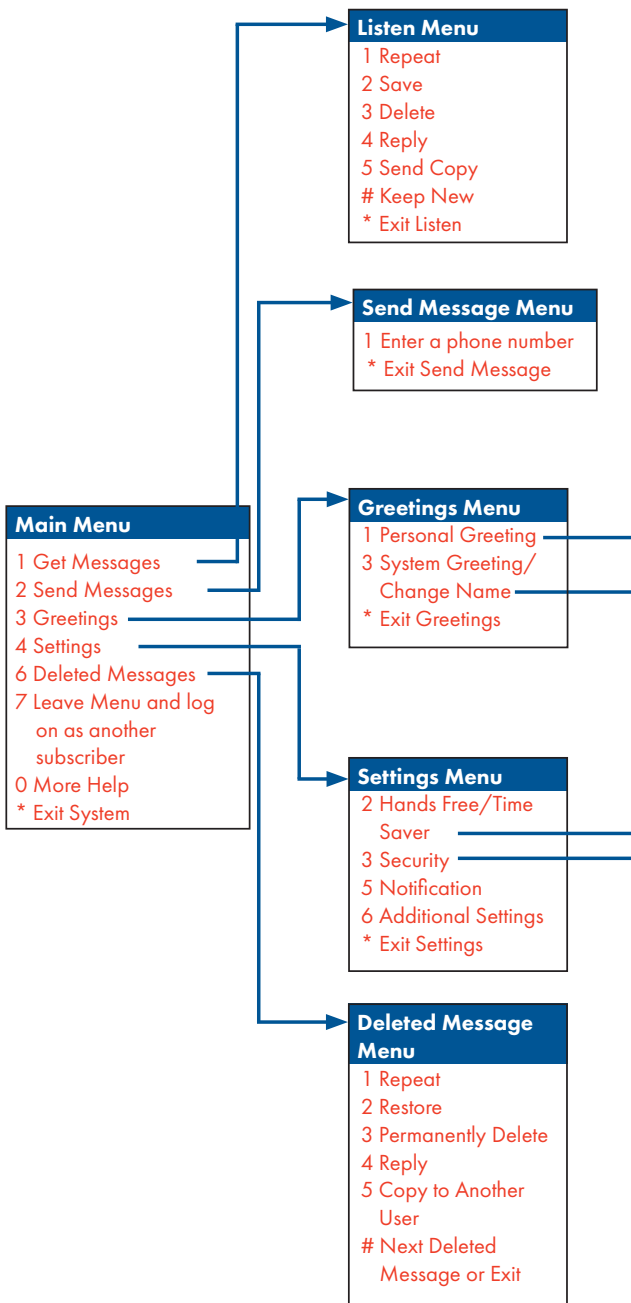 Listen Menu
1 Repeat
2 Save
3 Delete
4 Reply
5 Send Copy
# Keep New
* Exit Listen
Send Message Menu
1 Enter a phone number
* Exit Send Message
Main Menu
1 Get Messages
2 Send Messages
3 Greetings
4 Settings
6 Deleted Messages
7 Leave Menu and log
on as another
subscriber
0 More Help
* Exit System
Greetings Menu
1 Personal Greeting
3 System Greeting/
Change Name
* Exit Greetings
Settings Menu
2 Hands Free/Time
Saver
3 Security
5 Notification
6 Additional Settings
* Exit Settings
Deleted Message
Menu
1 Repeat
2 Restore
3 Permanently Delete
4 Reply
5 Copy to Another
User
# Next Deleted
Message or Exit